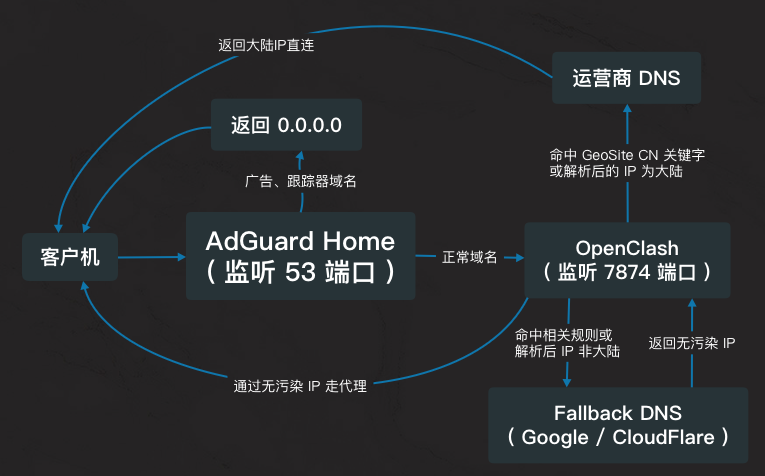 返回大陆IP直连
运营商 DNS
返回 0.0.0.0
命中 GeoSite CN 关键字
或解析后的 IP 为大陆
广告、跟踪器域名
客户机
AdGuard Home
（ 监听 53 端口 ）
正常域名
OpenClash
（ 监听 7874 端口 ）
命中相关规则或
解析后 IP 非大陆
返回无污染 IP
通过无污染 IP 走代理
Fallback DNS
（ Google / CloudFlare ）